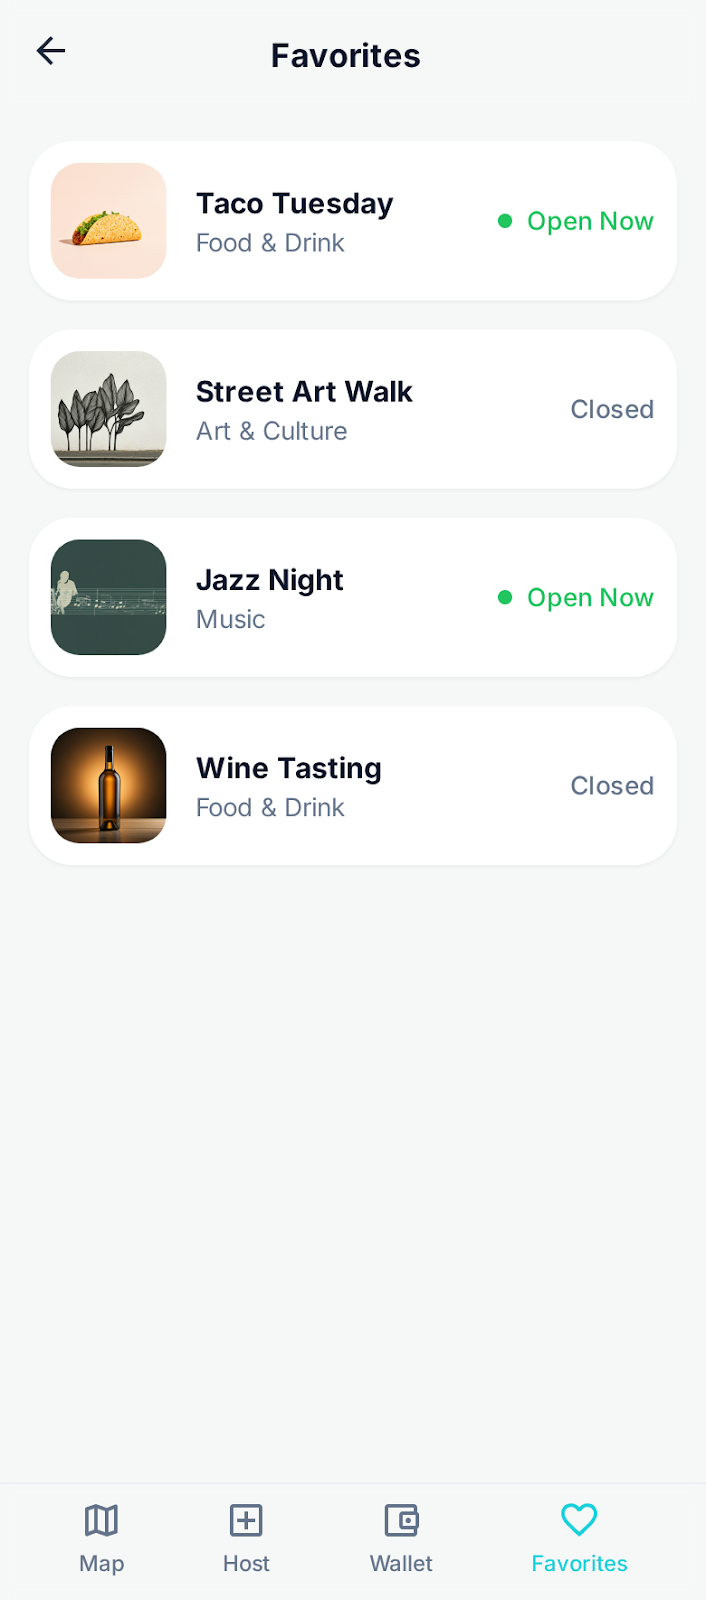 Favorites
Taco Tuesday
Food & Drink
Open Now
Street Art Walk
Art & Culture
Closed
Jazz Night
Music
Open Now
Wine Tasting
Food & Drink
Closed
Map
Host
Wallet
Favorites